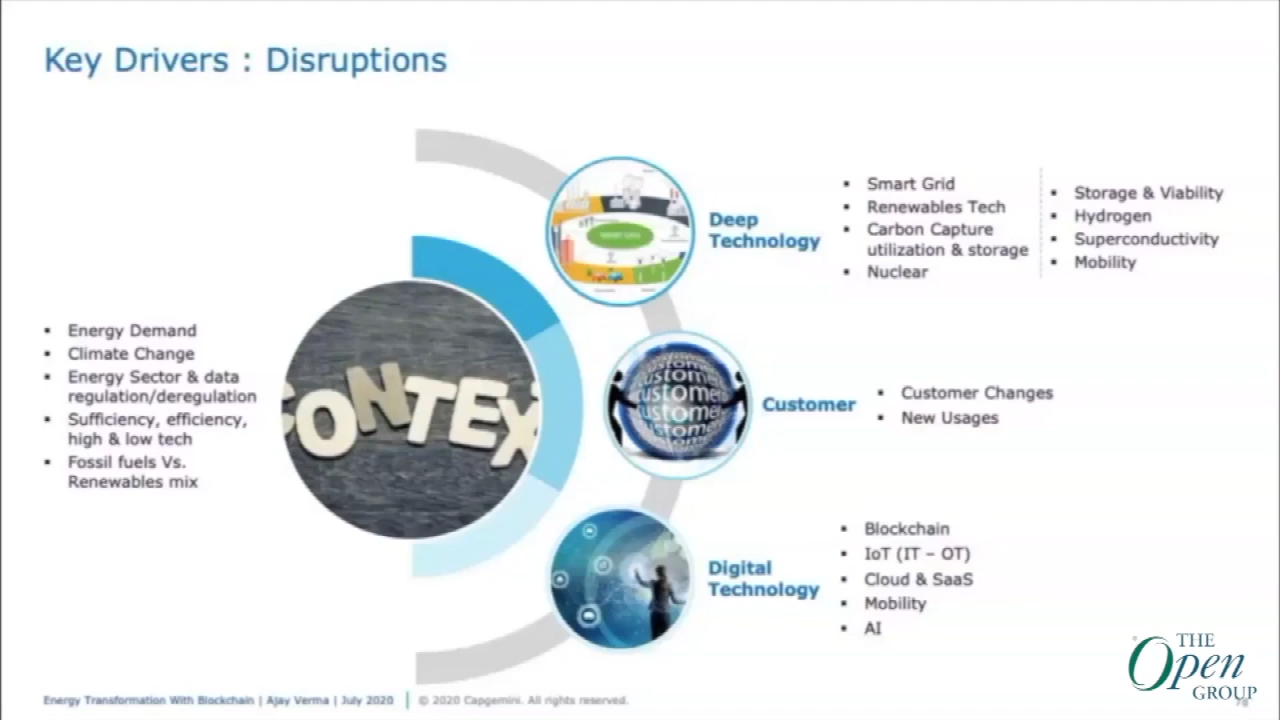 Key Drivers : Disruptions
▪ Energy Demand
▪ Climate Change
▪ Energy Sector & data
regulation/deregulation
▪ Sufficiency, efficiency,
high & low tech
▪ Fossil fuels Vs.
Renewables mix
CONTEX
Deep
Technology
▪ Smart Grid
▪ Renewables Tech
▪ Carbon Capture
utilization & storage
▪ Nuclear
▪ Storage & Viability
▪ Hydrogen
▪ Superconductivity
▪ Mobility
Customer
▪ Customer Changes
▪ New Usages
Digital
Technology
▪ Blockchain
▪ IoT (IT – OT)
▪ Cloud & SaaS
▪ Mobility
▪ AI
Energy Transformation With Blockchain | Ajay Verma | July 2020 | © 2020 Capgemini. All rights reserved.
THE
Open
GROUP